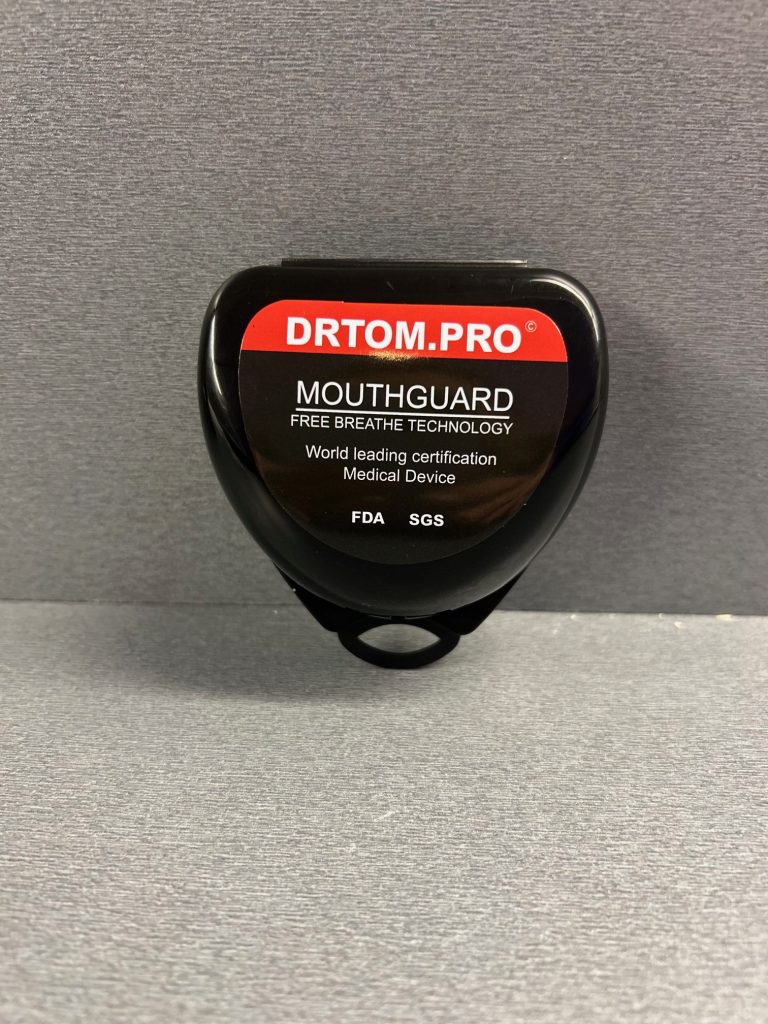 DRTOM.PRO©
MOUTHGUARD
FREE BREATHE TECHNOLOGY
World leading certification
Medical Device
FDA SGS